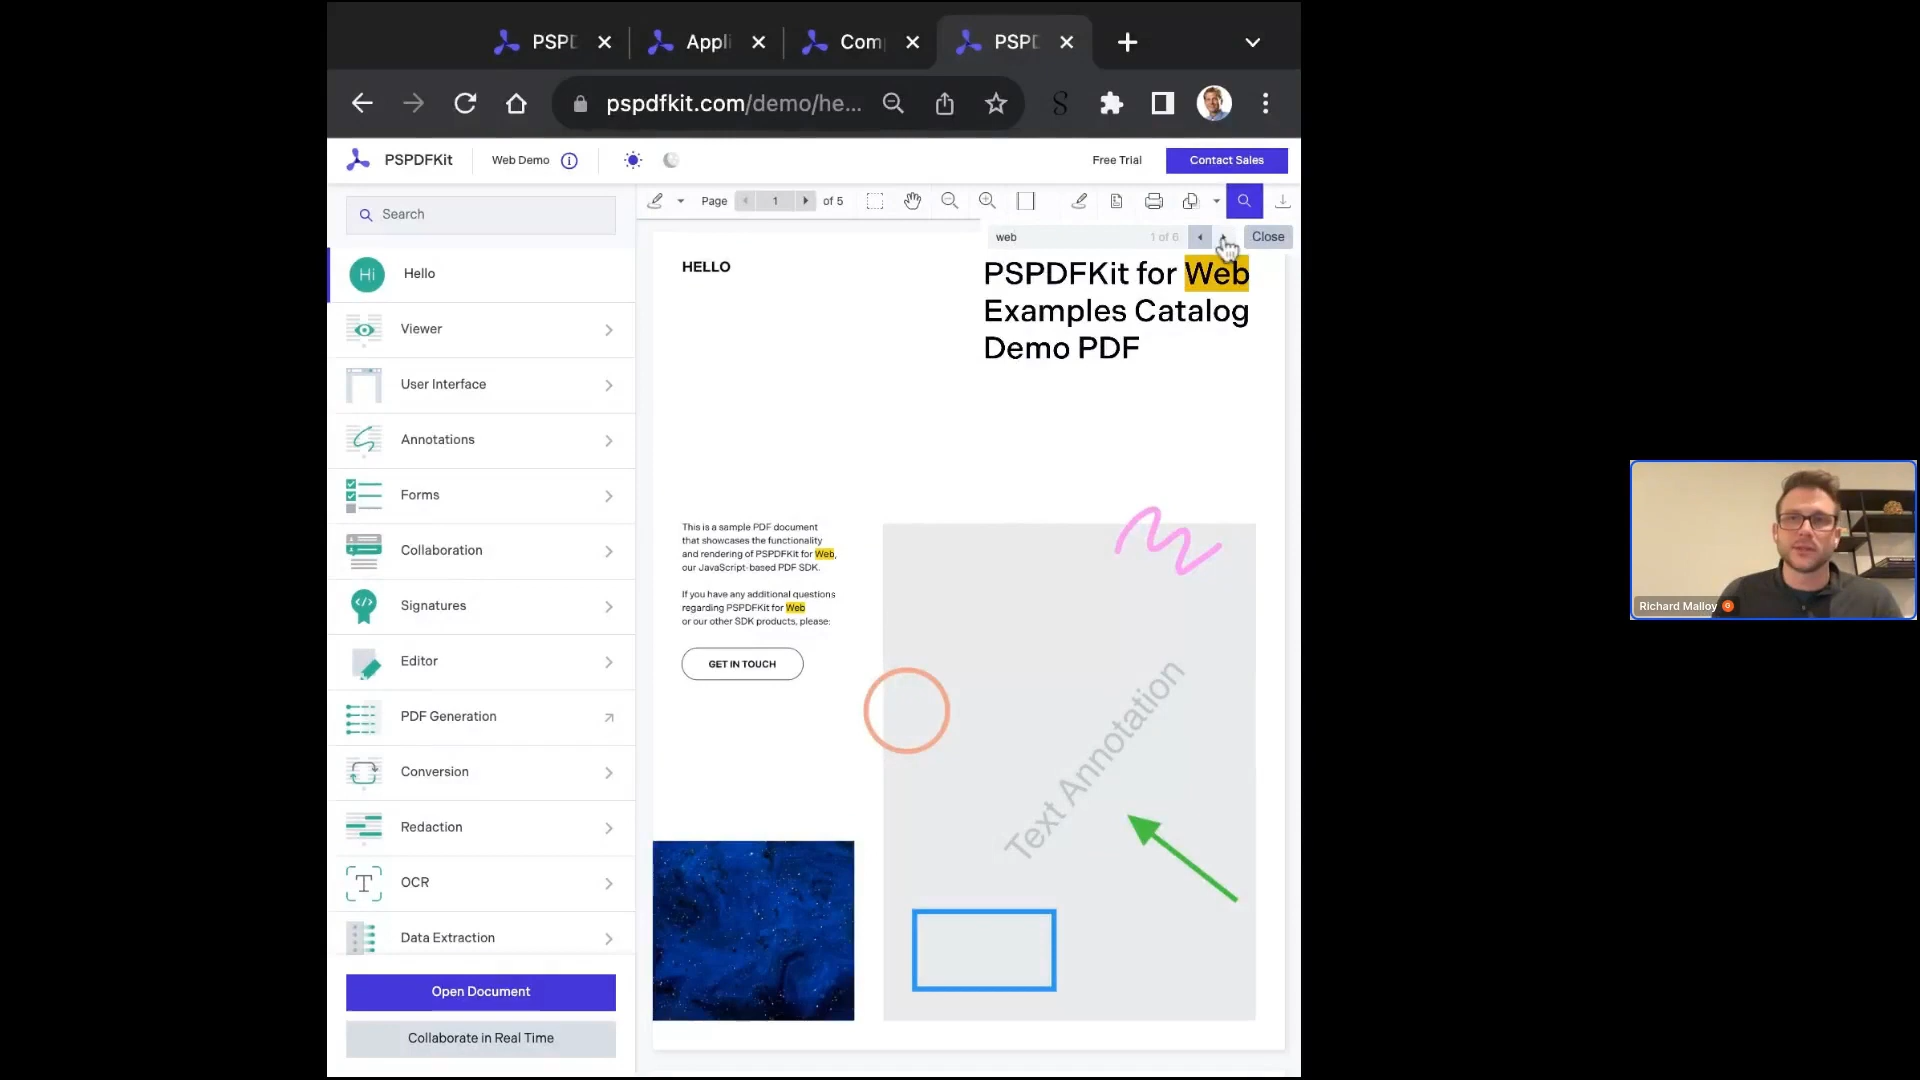 PSPD
Appli
Com
PSPD
pspdfkit.com/demo/he...
PSPDFKit
Web Demo
Free Trial
Contact Sales
Search
Page 1 of 5
web 1 of 6 Close
Hi Hello
Viewer
User Interface
Annotations
Forms
Collaboration
Signatures
Editor
PDF Generation
Conversion
Redaction
T OCR
Data Extraction
Open Document
Collaborate in Real Time
HELLO
PSPDFKit for Web
Examples Catalog
Demo PDF
This is a sample PDF document
that showcases the functionality
and rendering of PSPDFKit for Web,
our JavaScript-based PDF SDK.
If you have any additional questions
regarding PSPDFKit for Web
or our other SDK products, please:
GET IN TOUCH
Text Annotation
Richard Malloy